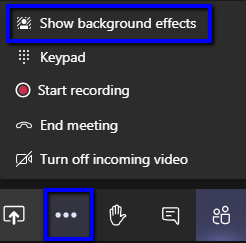 Show background effects
Keypad
Start recording
End meeting
Turn off incoming video